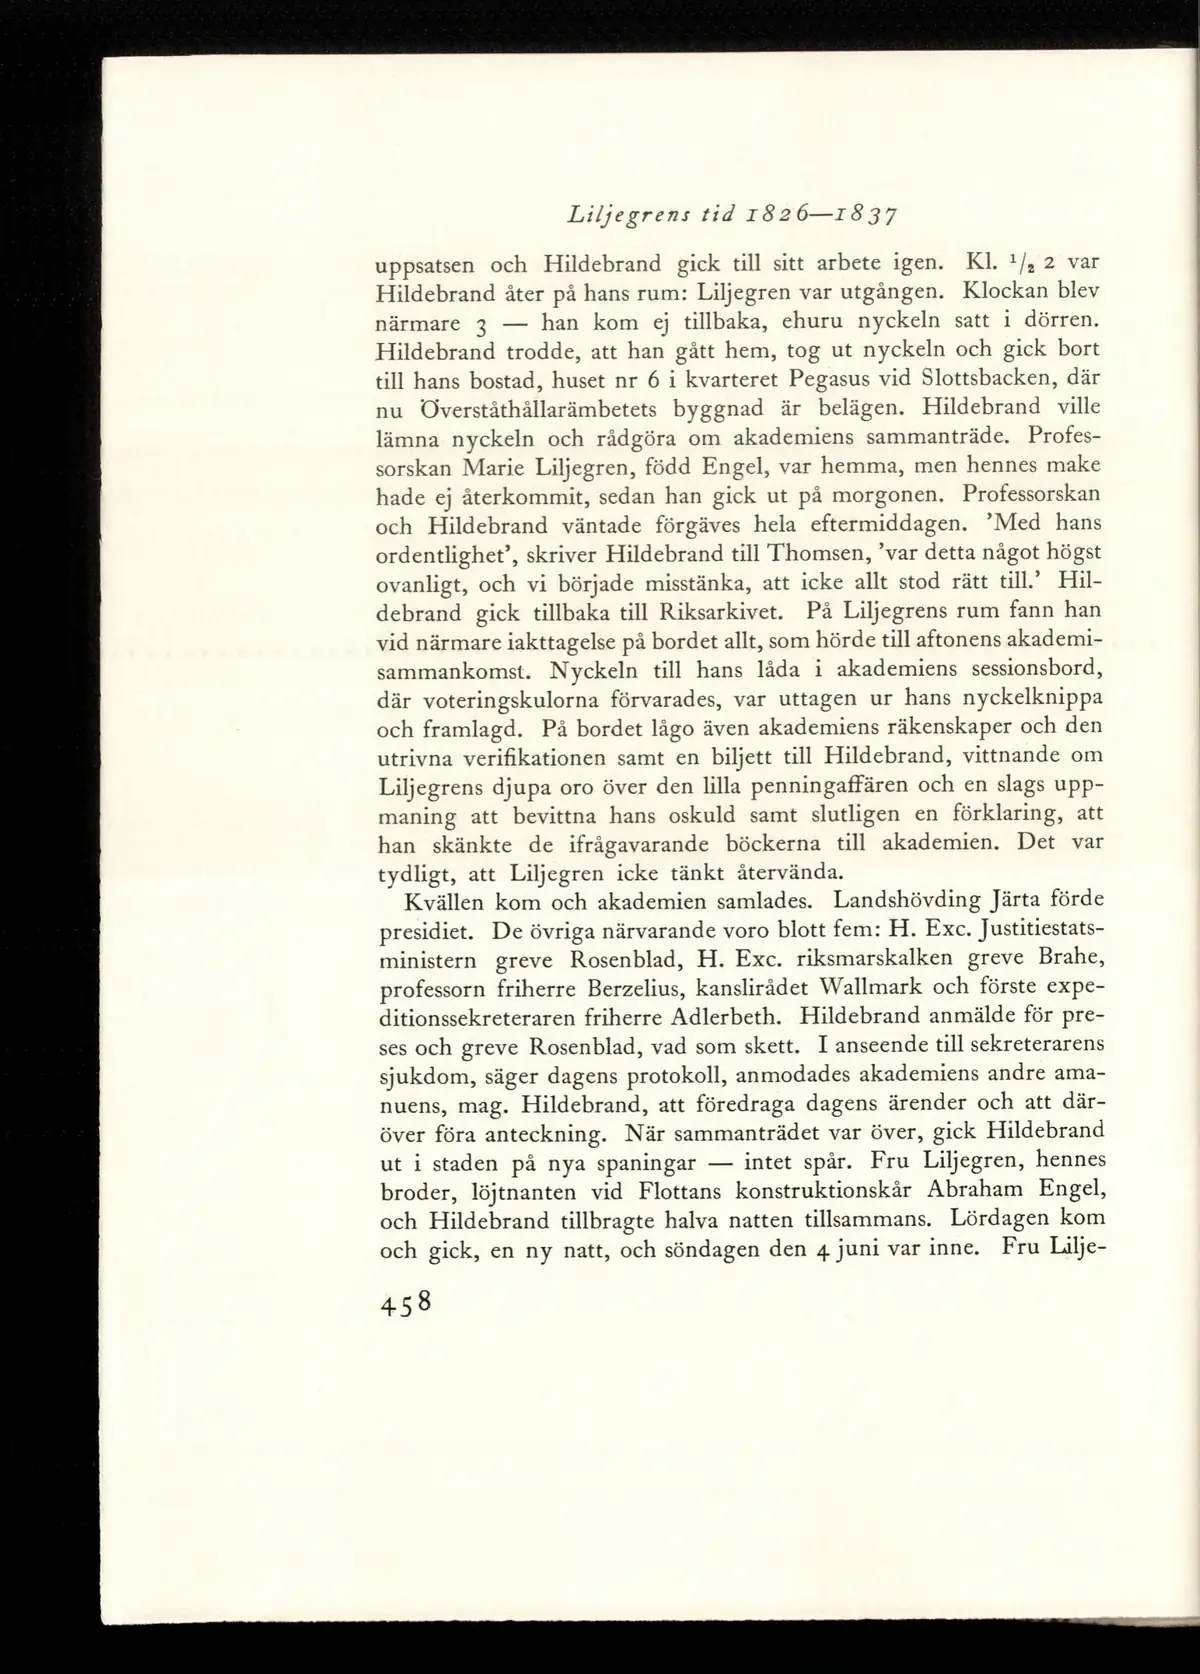 Liljegrens tid 1826—1837
uppsatsen och Hildebrand gick till sitt arbete igen. Kl. 1/2 2 var
Hildebrand åter på hans rum: Liljegren var utgången. Klockan blev
närmare 3 — han kom ej tillbaka, ehuru nyckeln satt i dörren.
Hildebrand trodde, att han gått hem, tog ut nyckeln och gick bort
till hans bostad, huset nr 6 i kvarteret Pegasus vid Slottsbacken, där
nu Överståthållarämbetets byggnad är belägen. Hildebrand ville
lämna nyckeln och rådgöra om akademiens sammanträde. Profes-
sorskan Marie Liljegren, född Engel, var hemma, men hennes make
hade ej återkommit, sedan han gick ut på morgonen. Professorskan
och Hildebrand väntade förgäves hela eftermiddagen. ’Med hans
ordentlighet’, skriver Hildebrand till Thomsen, ’var detta något högst
ovanligt, och vi började misstänka, att icke allt stod rätt till.’ Hil-
debrand gick tillbaka till Riksarkivet. På Liljegrens rum fann han
vid närmare iakttagelse på bordet allt, som hörde till aftonens akademi-
sammankomst. Nyckeln till hans låda i akademiens sessionsbord,
där voteringskulorna förvarades, var uttagen ur hans nyckelknippa
och framlagd. På bordet lågo även akademiens räkenskaper och den
utrivna verifikationen samt en biljett till Hildebrand, vittnande om
Liljegrens djupa oro över den lilla penningaffären och en slags upp-
maning att bevittna hans oskuld samt slutligen en förklaring, att
han skänkte de ifrågavarande böckerna till akademien. Det var
tydligt, att Liljegren icke tänkt återvända.
Kvällen kom och akademien samlades. Landshövding Järta förde
presidiet. De övriga närvarande voro blott fem: H. Exc. Justitiestats-
ministern greve Rosenblad, H. Exc. riksmarskalken greve Brahe,
professorn friherre Berzelius, kanslirådet Wallmark och förste expe-
ditionssekreteraren friherre Adlerbeth. Hildebrand anmälde för pre-
ses och greve Rosenblad, vad som skett. I anseende till sekreterarens
sjukdom, säger dagens protokoll, anmodades akademiens andre ama-
nuens, mag. Hildebrand, att föredraga dagens ärender och att där-
över föra anteckning. När sammanträdet var över, gick Hildebrand
ut i staden på nya spaningar — intet spår. Fru Liljegren, hennes
broder, löjtnanten vid Flottans konstruktionskår Abraham Engel,
och Hildebrand tillbragte halva natten tillsammans. Lördagen kom
och gick, en ny natt, och söndagen den 4 juni var inne. Fru Lilje-
458